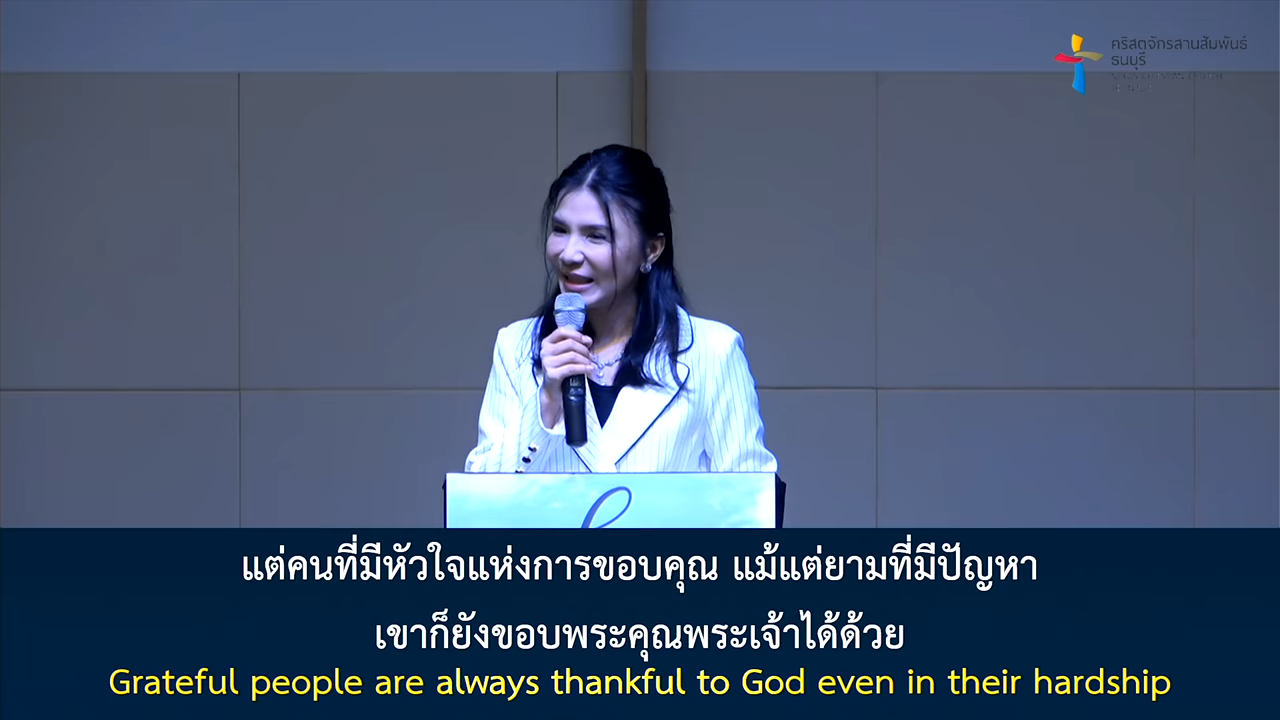 คริสตจักรสานสัมพันธ์
ธนบุรี
แต่คนที่มีหัวใจแห่งการขอบคุณ แม้แต่ยามที่มีปัญหา
เขาก็ยังขอบพระคุณพระเจ้าได้ด้วย
Grateful people are always thankful to God even in their hardship